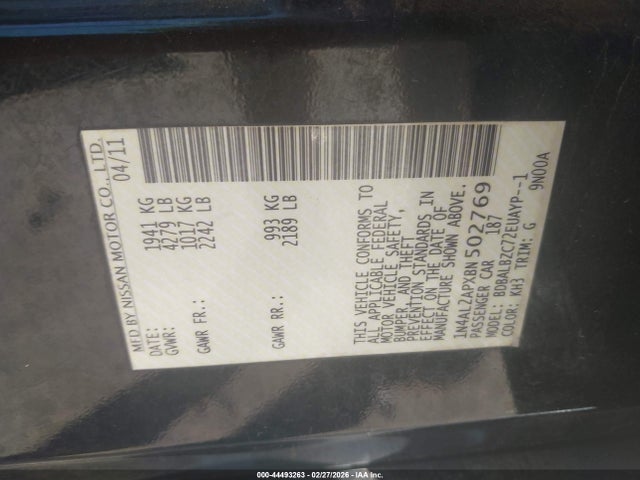 MFD BY NISSAN MOTOR CO., LTD.
DATE: 04/11
GVWR: 1941 KG
4279 LB
GAWR FR.: 1017 KG
2242 LB
GAWR RR.: 993 KG
2189 LB
THIS VEHICLE CONFORMS TO
ALL APPLICABLE FEDERAL
MOTOR VEHICLE SAFETY,
BUMPER, AND THEFT
PREVENTION STANDARDS IN
EFFECT ON THE DATE OF
MANUFACTURE SHOWN ABOVE.
1N4AL2APXBN502769
PASSENGER CAR 187
MODEL: BDBALBZC72EUAYP--1
COLOR: KH3 TRIM: G 9N00A
000-44493263 - 02/27/2026 - IAA Inc.